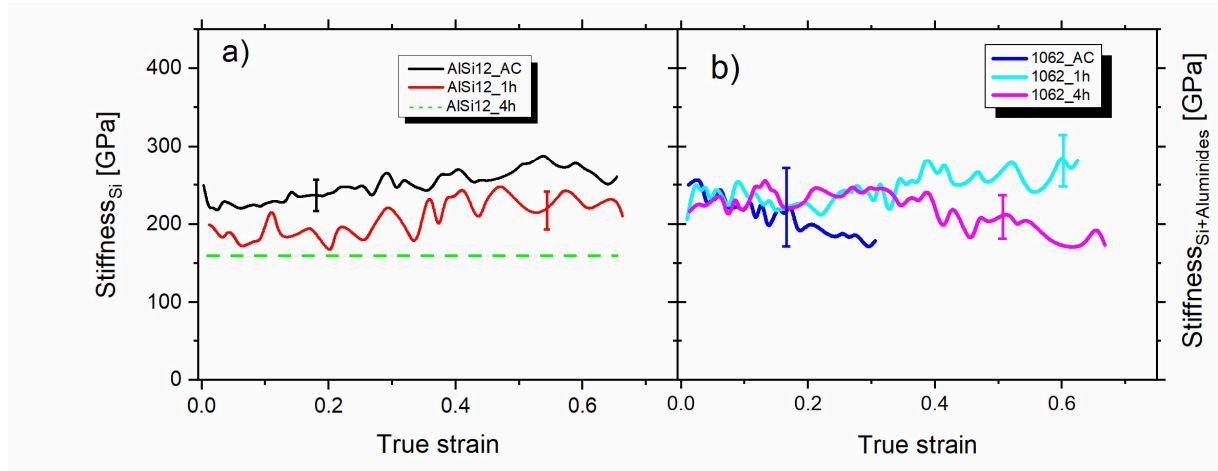 a)
AlSi12_AC
AlSi12_1h
AlSi12_4h
b)
1062_AC
1062_1h
1062_4h
Stiffness_Si [GPa]
Stiffness_Si+Aluminides [GPa]
400
300
200
100
0
0.0 0.2 0.4 0.6
0.0 0.2 0.4 0.6
True strain
True strain